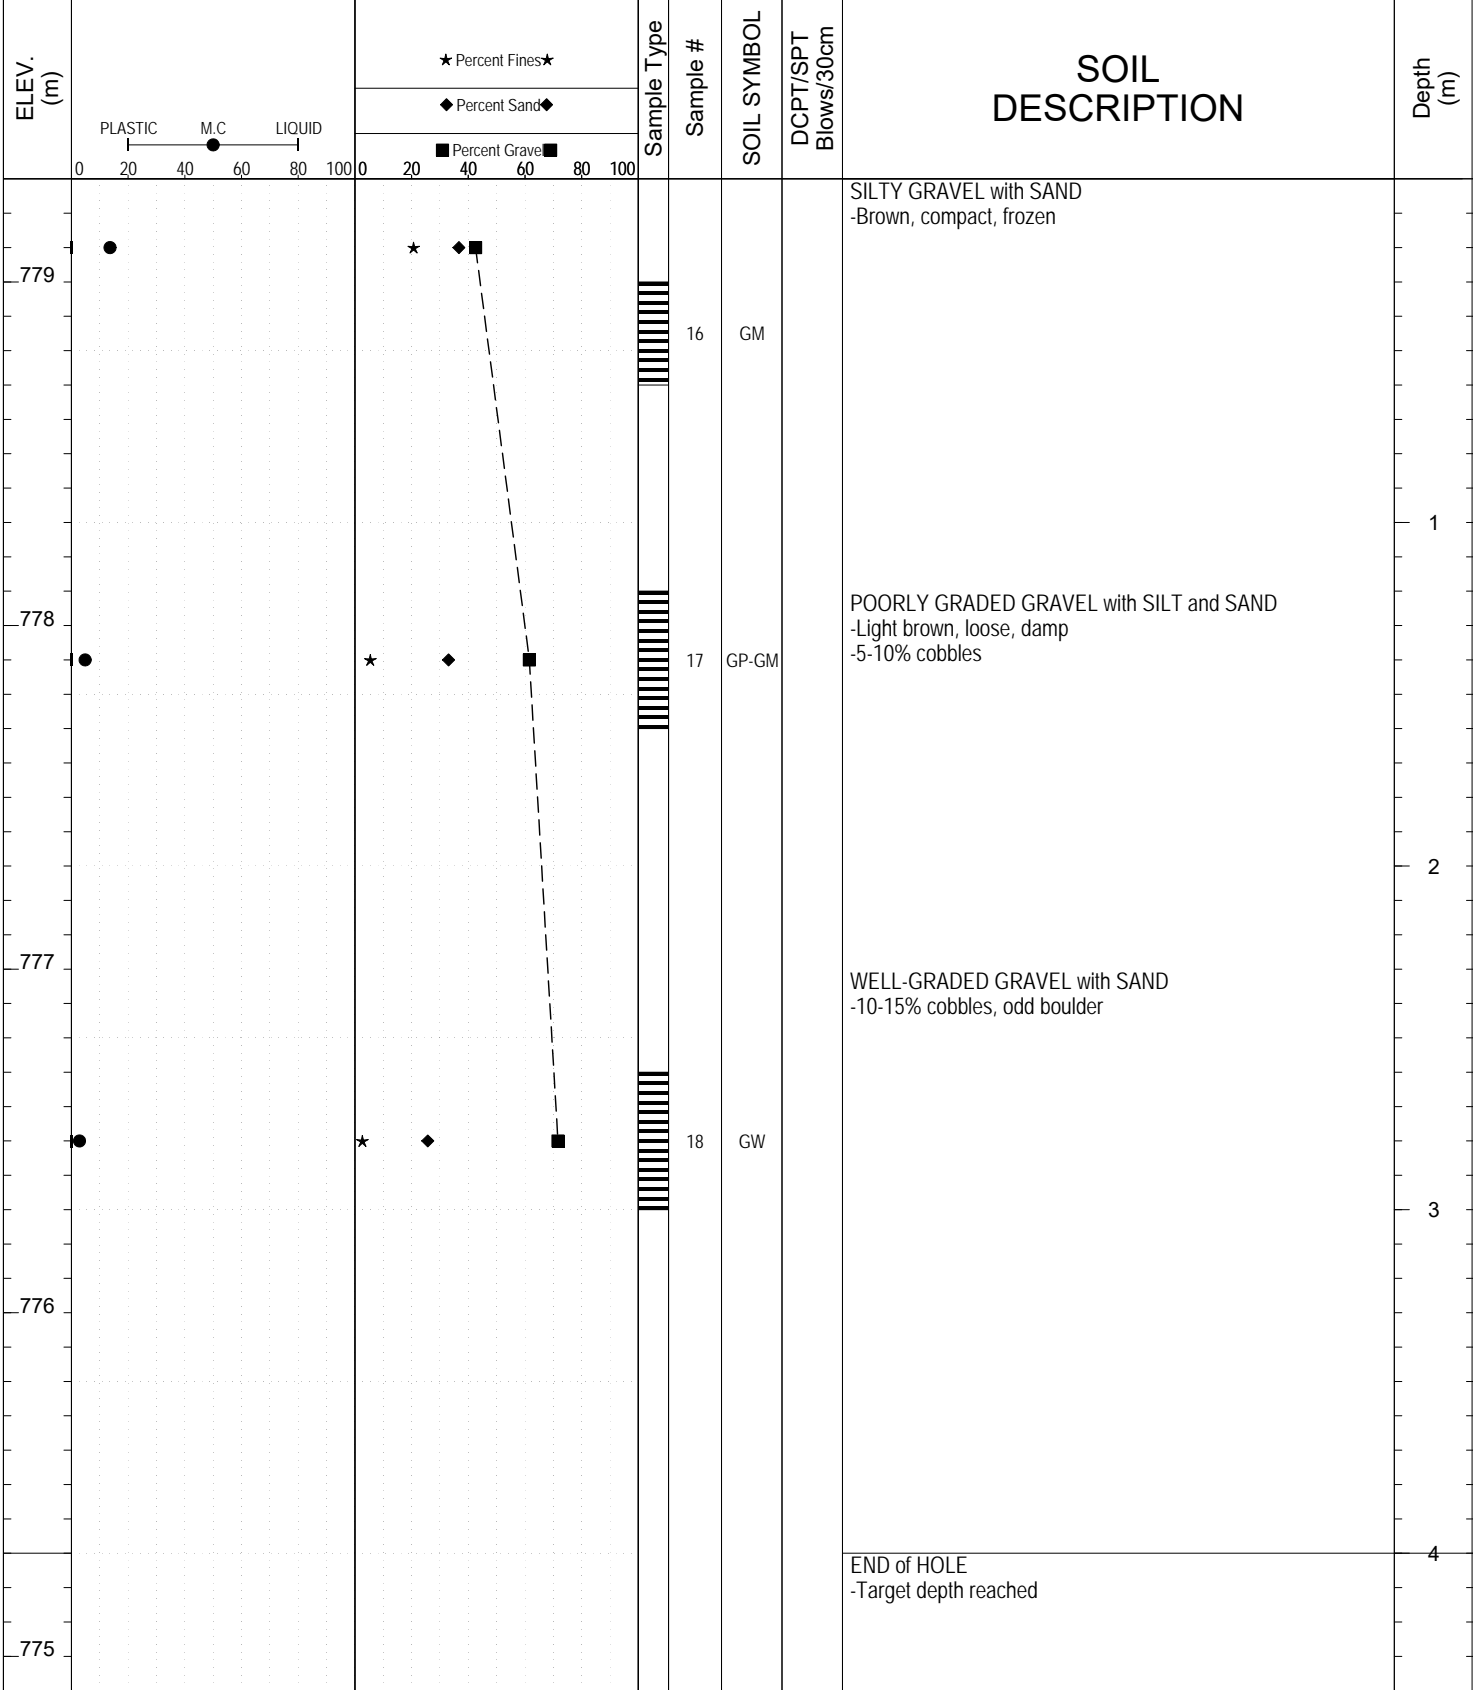 ELEV.
(m)
PLASTIC M.C LIQUID
0 20 40 60 80 100
Percent Fines
Percent Sand
Percent Gravel
0 20 40 60 80 100
Sample Type
Sample #
SOIL SYMBOL
DCPT/SPT
Blows/30cm
SOIL
DESCRIPTION
Depth
(m)
SILTY GRAVEL with SAND
-Brown, compact, frozen
779
16 GM
1
778
POORLY GRADED GRAVEL with SILT and SAND
-Light brown, loose, damp
-5-10% cobbles
17 GP-GM
2
777
WELL-GRADED GRAVEL with SAND
-10-15% cobbles, odd boulder
18 GW
3
776
4
END of HOLE
-Target depth reached
775